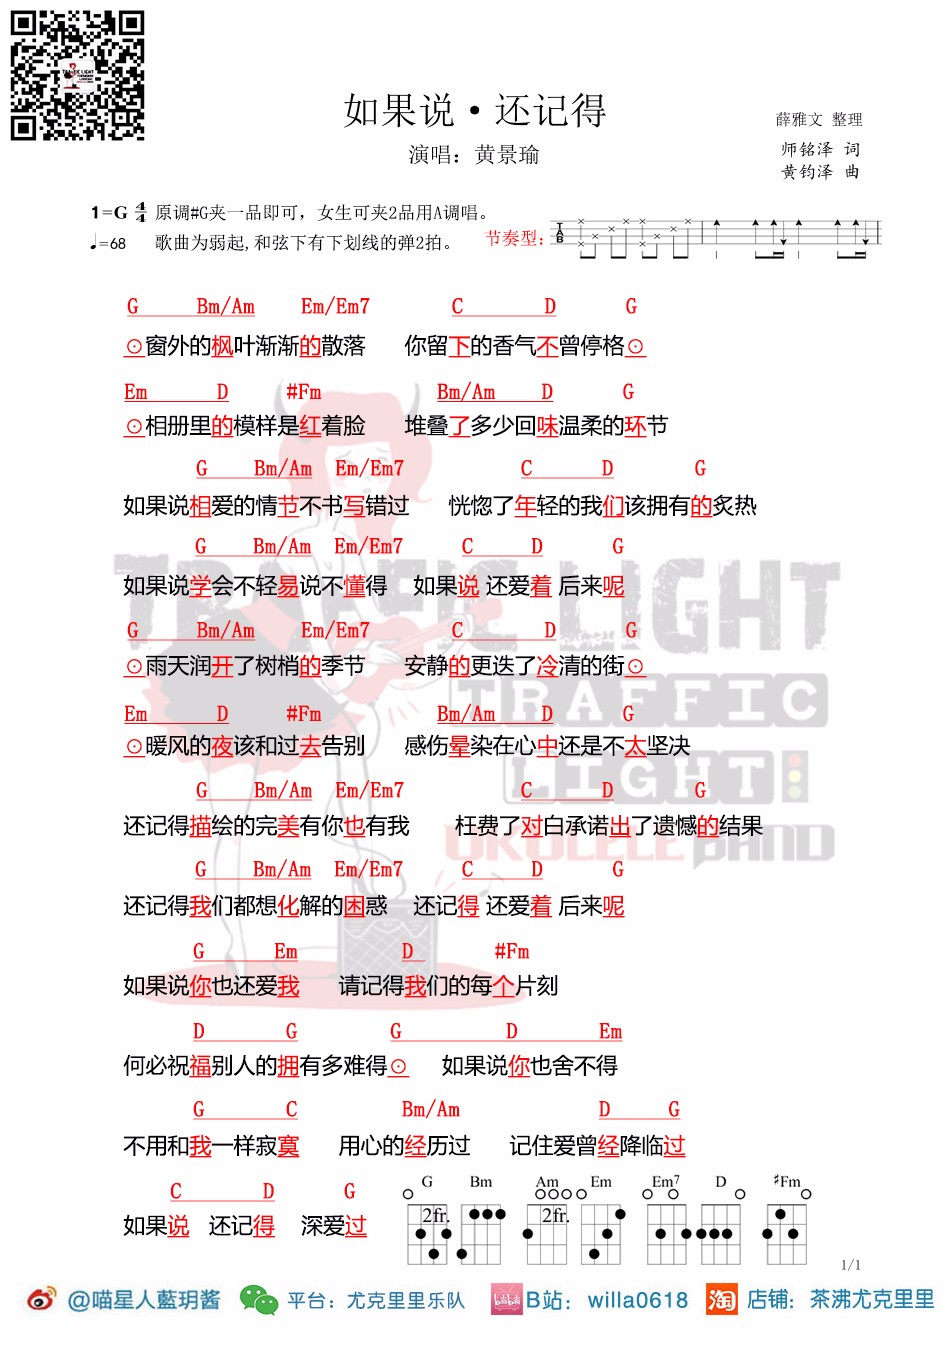 如果说·还记得
演唱：黄景瑜
薛雅文 整理
师铭泽 词
黄钧泽 曲
1=G 4/4 原调#G夹一品即可，女生可夹2品用A调唱。
♩=68 歌曲为弱起,和弦下有下划线的弹2拍。
节奏型：
TAB
G Bm/Am Em/Em7 C D G
⊙窗外的枫叶渐渐的散落 你留下的香气不曾停格⊙
Em D #Fm Bm/Am D G
⊙相册里的模样是红着脸 堆叠了多少回味温柔的环节
G Bm/Am Em/Em7 C D G
如果说相爱的情节不书写错过 恍惚了年轻的我们该拥有的炙热
G Bm/Am Em/Em7 C D G
如果说学会不轻易说不懂得 如果说 还爱着 后来呢
G Bm/Am Em/Em7 C D G
⊙雨天润开了树梢的季节 安静的更迭了冷清的街⊙
Em D #Fm Bm/Am D G
⊙暖风的夜该和过去告别 感伤晕染在心中还是不太坚决
G Bm/Am Em/Em7 C D G
还记得描绘的完美有你也有我 枉费了对白承诺出了遗憾的结果
G Bm/Am Em/Em7 C D G
还记得我们都想化解的困惑 还记得 还爱着 后来呢
G Em D #Fm
如果说你也还爱我 请记得我们的每个片刻
D G G D Em
何必祝福别人的拥有多难得⊙ 如果说你也舍不得
G C Bm/Am D G
不用和我一样寂寞 用心的经历过 记住爱曾经降临过
C D G
如果说 还记得 深爱过
G Bm Am Em Em7 D #Fm
2fr. 2fr.
1/1
TRAFFIC LIGHT
TRAFFIC
LIGHT
UKULELE BAND
@喵星人藍玥酱 平台：尤克里里乐队 B站：willa0618 淘 店铺：茶沸尤克里里